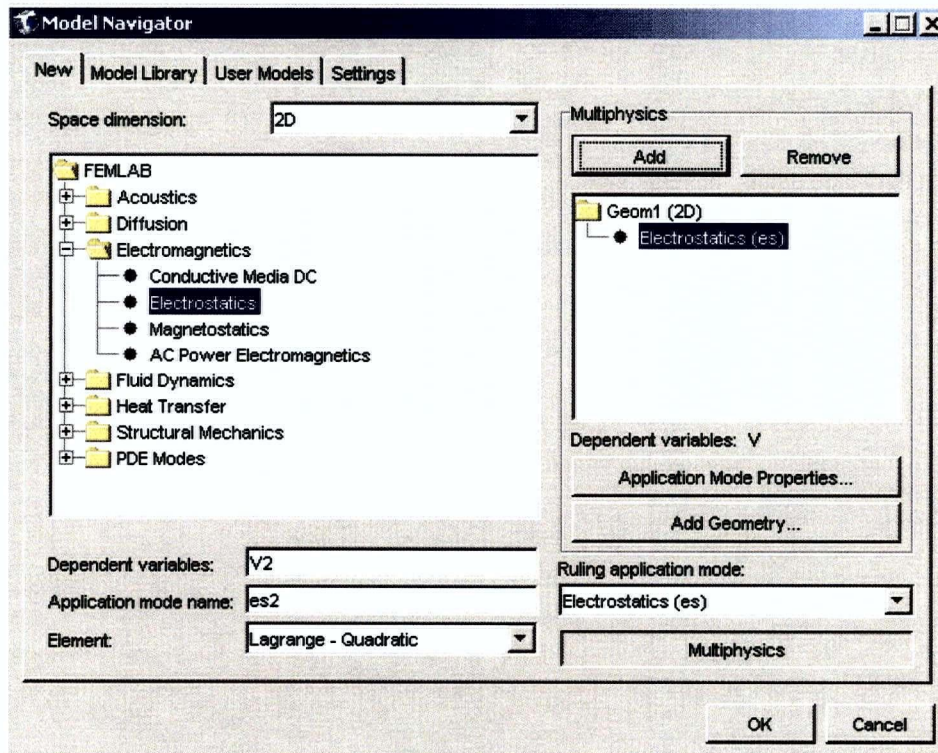 Model Navigator
New Model Library User Models Settings
Space dimension: 2D
FEMLAB
Acoustics
Diffusion
Electromagnetics
Conductive Media DC
Electrostatics
Magnetostatics
AC Power Electromagnetics
Fluid Dynamics
Heat Transfer
Structural Mechanics
PDE Modes
Dependent variables: V2
Application mode name: es2
Element: Lagrange - Quadratic
Multiphysics
Add Remove
Geom1 (2D)
Electrostatics (es)
Dependent variables: V
Application Mode Properties...
Add Geometry...
Ruling application mode:
Electrostatics (es)
Multiphysics
OK Cancel